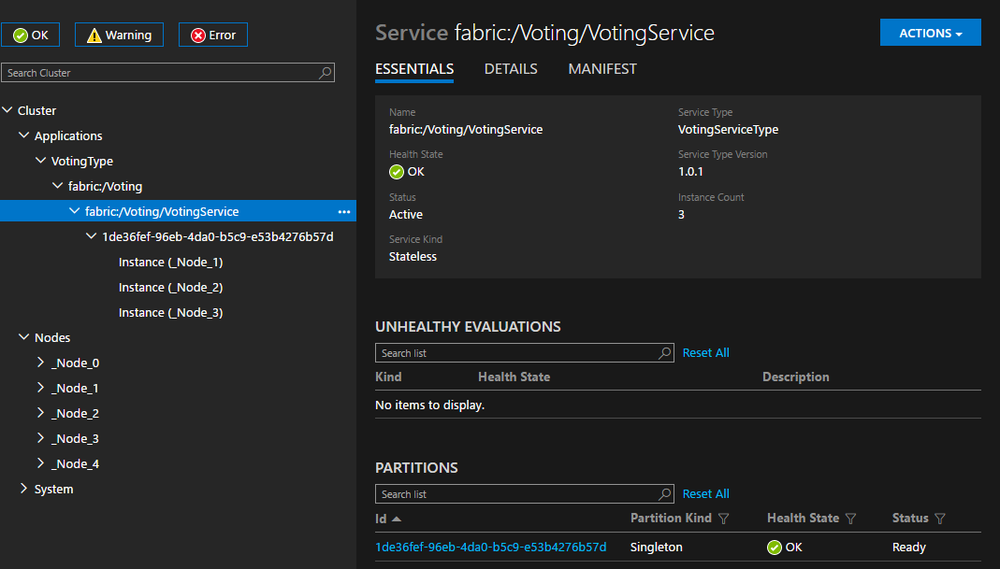 OK Warning Error
Search Cluster
Cluster
Applications
VotingType
fabric:/Voting
fabric:/Voting/VotingService
1de36fef-96eb-4da0-b5c9-e53b4276b57d
Instance (_Node_1)
Instance (_Node_2)
Instance (_Node_3)
Nodes
_Node_0
_Node_1
_Node_2
_Node_3
_Node_4
System
Service fabric:/Voting/VotingService
ACTIONS
ESSENTIALS DETAILS MANIFEST
Name
fabric:/Voting/VotingService
Health State
OK
Status
Active
Service Kind
Stateless
Service Type
VotingServiceType
Service Type Version
1.0.1
Instance Count
3
UNHEALTHY EVALUATIONS
Search list Reset All
Kind Health State Description
No items to display.
PARTITIONS
Search list Reset All
Id Partition Kind Health State Status
1de36fef-96eb-4da0-b5c9-e53b4276b57d Singleton OK Ready